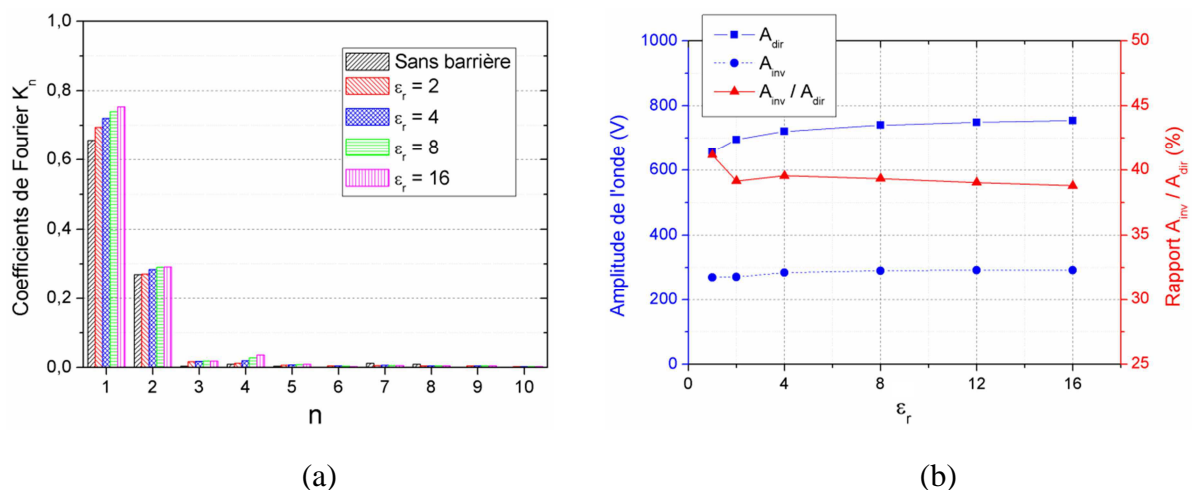 Coefficients de Fourier Kn
1,0
0,8
0,6
0,4
0,2
0,0
Sans barrière
εr = 2
εr = 4
εr = 8
εr = 16
1 2 3 4 5 6 7 8 9 10
n
(a)
Amplitude de l'onde (V)
1000
800
600
400
200
0
Adir
Ainv
Ainv / Adir
50
45
40
35
30
25
Rapport Ainv / Adir (%)
0 4 8 12 16
εr
(b)